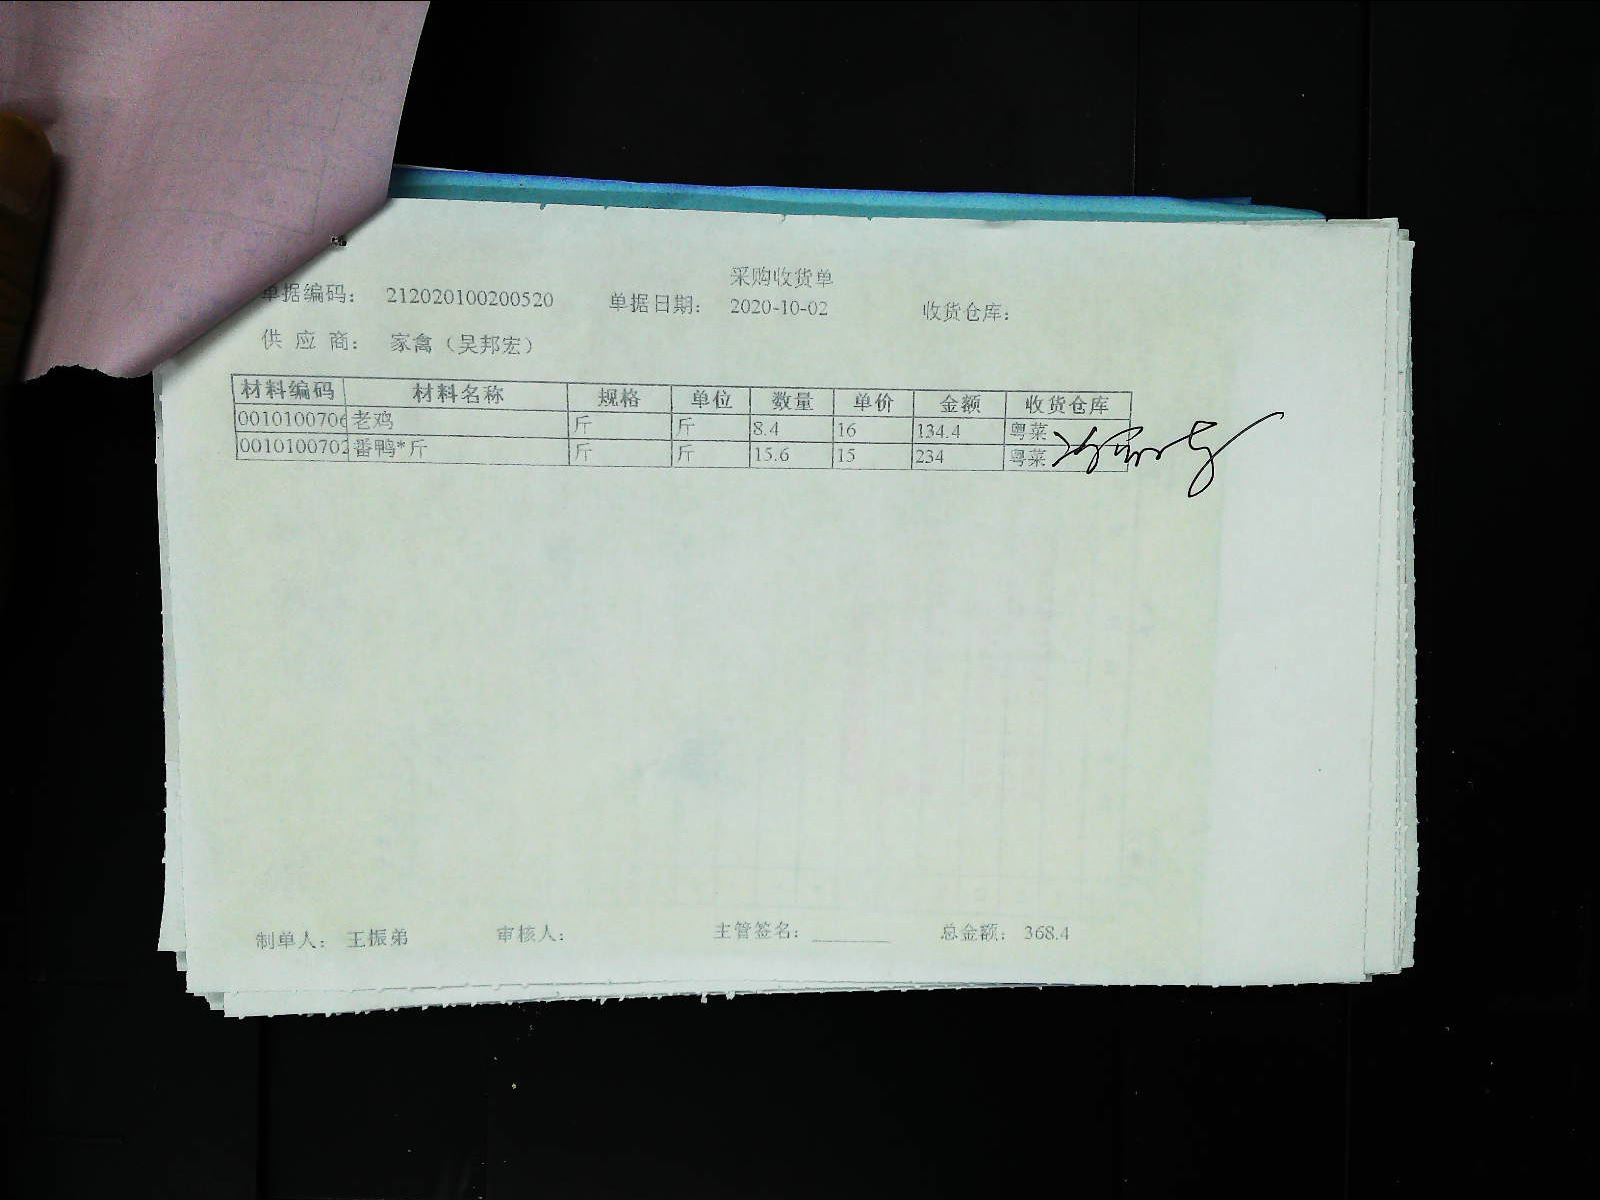 采购收货单
单据编码： 212020100200520 单据日期： 2020-10-02 收货仓库：
供 应 商： 家禽（吴邦宏）
材料编码 材料名称 规格 单位 数量 单价 金额 收货仓库
0010100706 老鸡 斤 斤 8.4 16 134.4 粤菜
0010100702 番鸭*斤 斤 斤 15.6 15 234 粤菜
制单人： 王振弟 审核人： 主管签名： 总金额： 368.4